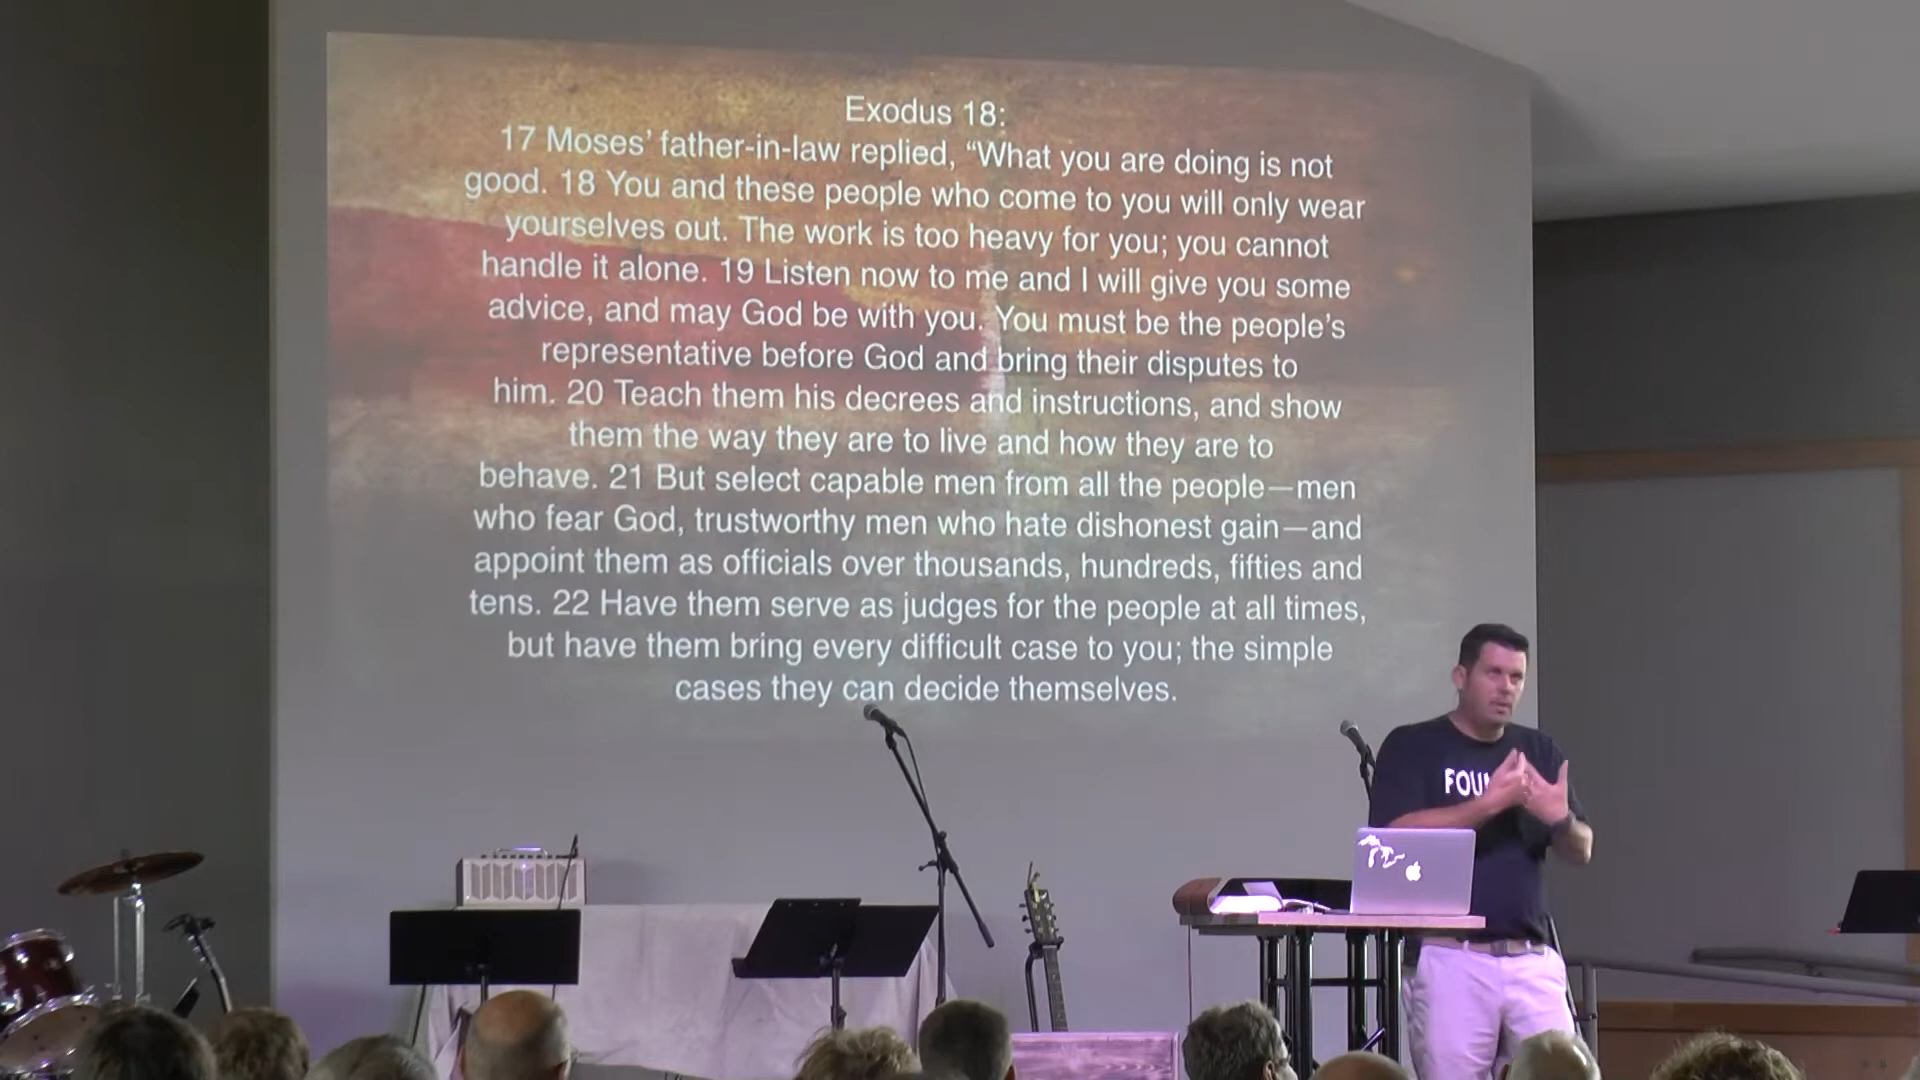 Exodus 18:
17 Moses’ father-in-law replied, “What you are doing is not
good. 18 You and these people who come to you will only wear
yourselves out. The work is too heavy for you; you cannot
handle it alone. 19 Listen now to me and I will give you some
advice, and may God be with you. You must be the people’s
representative before God and bring their disputes to
him. 20 Teach them his decrees and instructions, and show
them the way they are to live and how they are to
behave. 21 But select capable men from all the people—men
who fear God, trustworthy men who hate dishonest gain—and
appoint them as officials over thousands, hundreds, fifties and
tens. 22 Have them serve as judges for the people at all times,
but have them bring every difficult case to you; the simple
cases they can decide themselves.